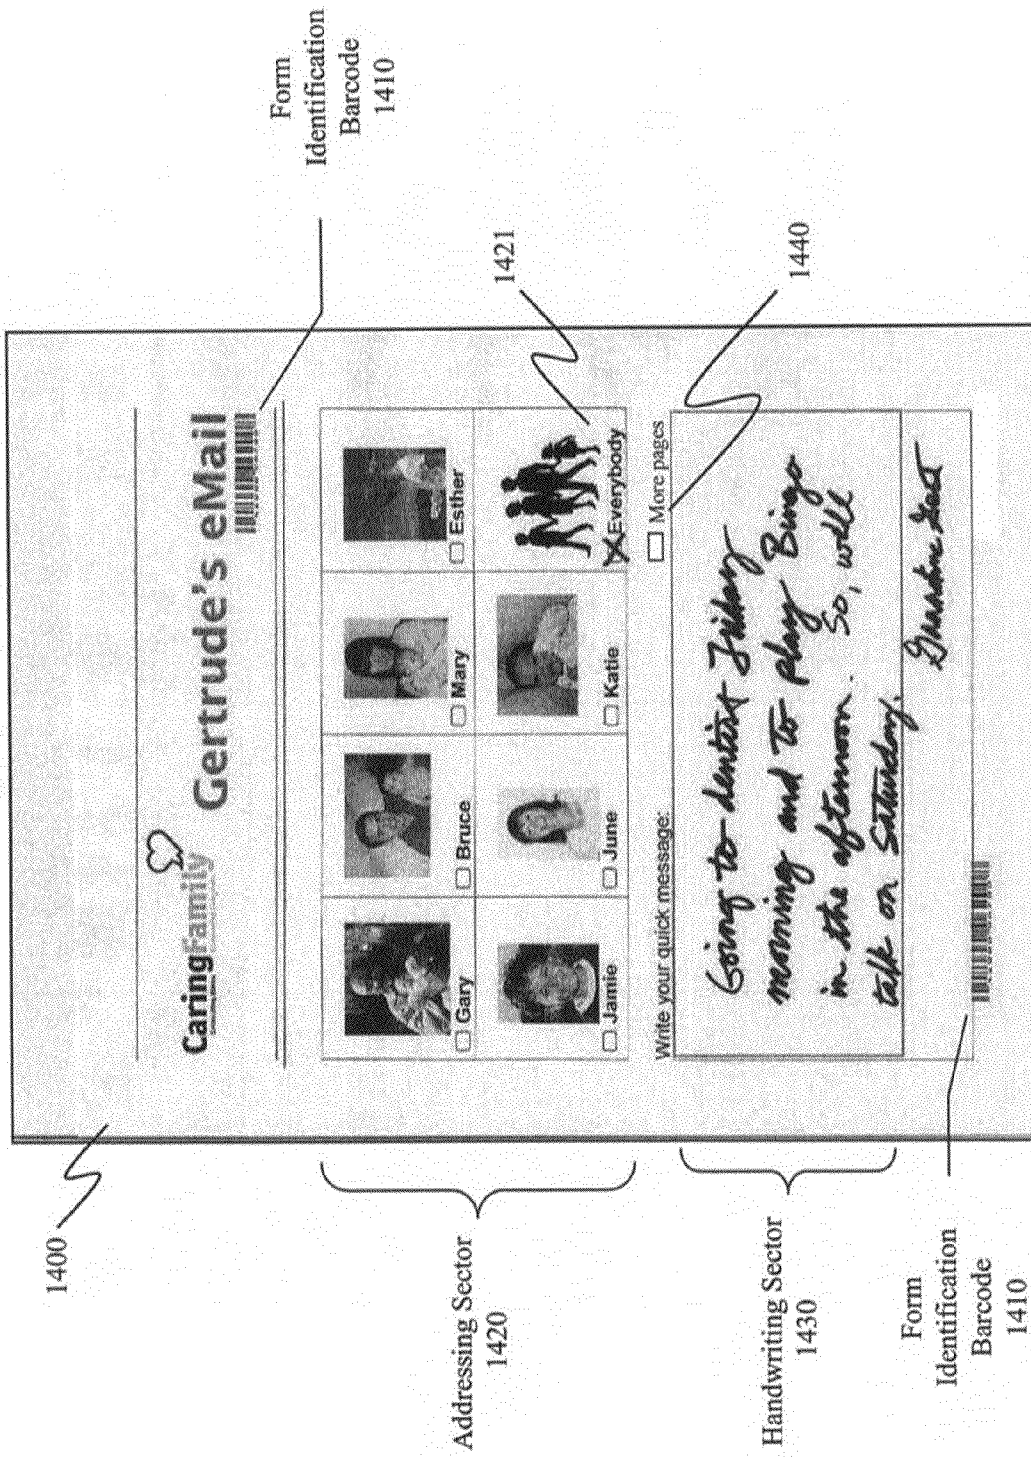 1400
CaringFamily
Gertrude's eMail
Form
Identification
Barcode
1410
Addressing Sector
1420
Gary
Bruce
Mary
Esther
Jamie
June
Katie
Everybody
1421
Write your quick message:
More pages
1440
Handwriting Sector
1430
Going to dentist Friday
morning and to play Bingo
in the afternoon. So, we'll
talk on Saturday.
Form
Identification
Barcode
1410